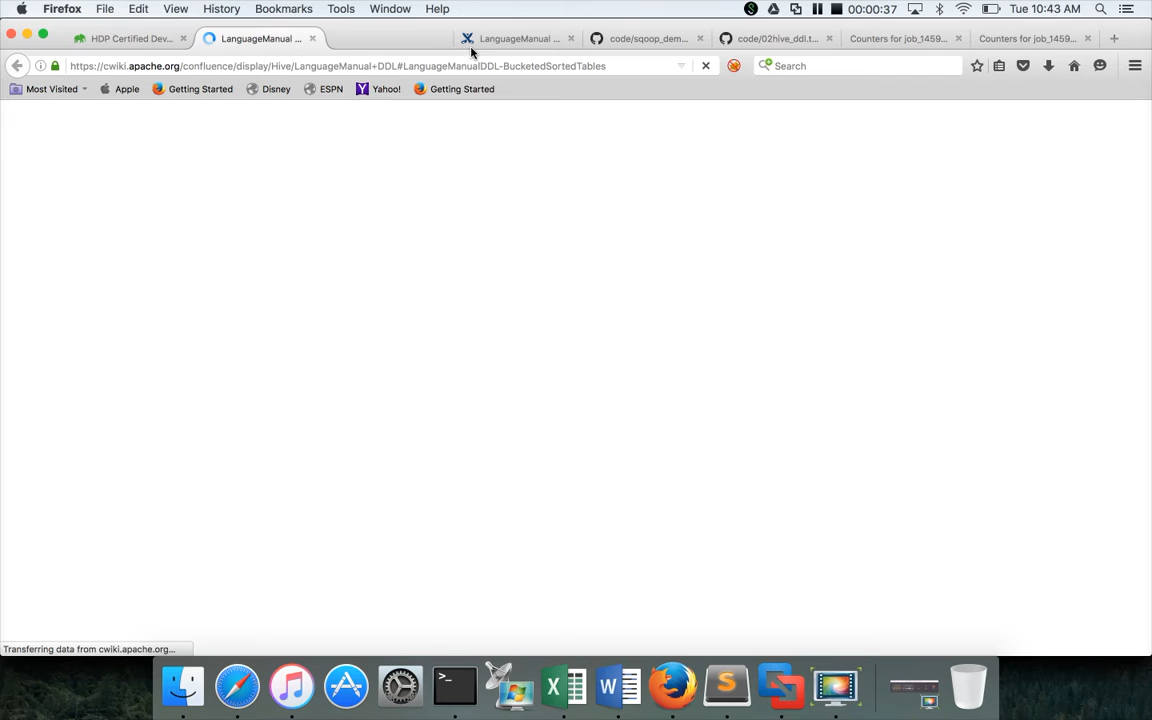 Firefox File Edit View History Bookmarks Tools Window Help 00:00:37 Tue 10:43 AM
HDP Certified Dev... LanguageManual ... LanguageManual ... code/sqoop_dem... code/02hive_ddl.t... Counters for job_1459... Counters for job_1459...
https://cwiki.apache.org/confluence/display/Hive/LanguageManual+DDL#LanguageManualDDL-BucketedSortedTables Search
Most Visited Apple Getting Started Disney ESPN Yahoo! Getting Started
Transferring data from cwiki.apache.org...